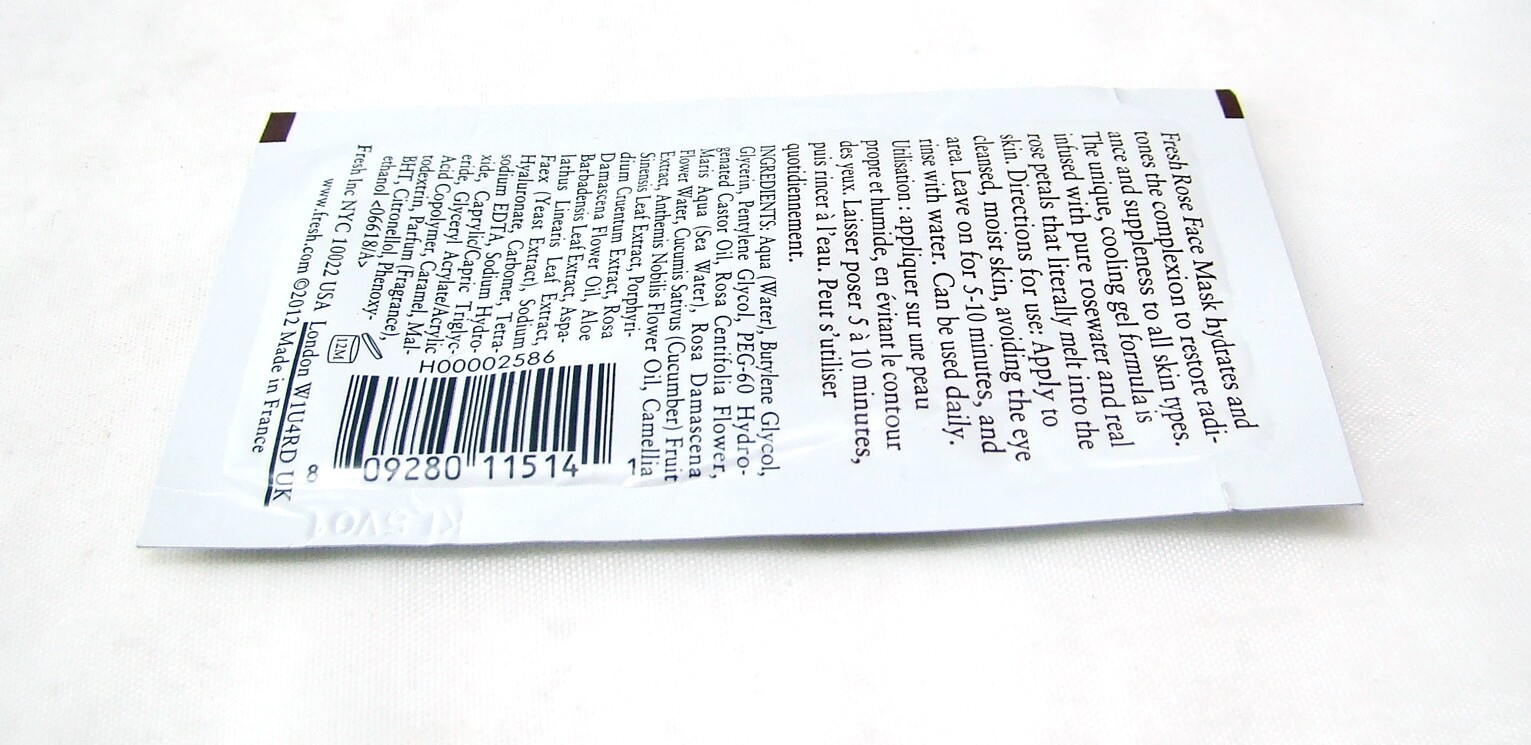 Fresh Rose Face Mask hydrates and
tones the complexion to restore radi-
ance and suppleness to all skin types.
The unique, cooling gel formula is
infused with pure rosewater and real
rose petals that literally melt into the
skin. Directions for use: Apply to
cleansed, moist skin, avoiding the eye
area. Leave on for 5-10 minutes, and
rinse with water. Can be used daily.
Utilisation : appliquer sur une peau
propre et humide, en évitant le contour
des yeux. Laisser poser 5 à 10 minutes,
puis rincer à l'eau. Peut s'utiliser
quotidiennement.
INGREDIENTS: Aqua (Water), Butylene Glycol,
Glycerin, Pentylene Glycol, PEG-60 Hydro-
genated Castor Oil, Rosa Centifolia Flower,
Maris Aqua (Sea Water), Rosa Damascena
Flower Water, Cucumis Sativus (Cucumber) Fruit
Extract, Anthemis Nobilis Flower Oil, Camellia
Sinensis Leaf Extract, Porphyri-
dium Cruentum Extract, Rosa
Damascena Flower Oil, Aloe
Barbadensis Leaf Extract, Aspa-
lathus Linearis Leaf Extract,
Faex (Yeast Extract), Sodium
Hyaluronate, Carbomer, Tetra-
sodium EDTA, Sodium Hydro-
xide, Caprylic/Capric Triglyc-
eride, Glyceryl Acrylate/Acrylic
Acid Copolymer, Caramel, Mal-
todextrin, Parfum (Fragrance),
BHT, Citronellol, Phenoxy-
ethanol <06618/A>
H00002586
8 09280 11514 1
12M
Fresh Inc NYC 10022 USA London W1U4RD UK
www.fresh.com ©2012 Made in France
KL5V01